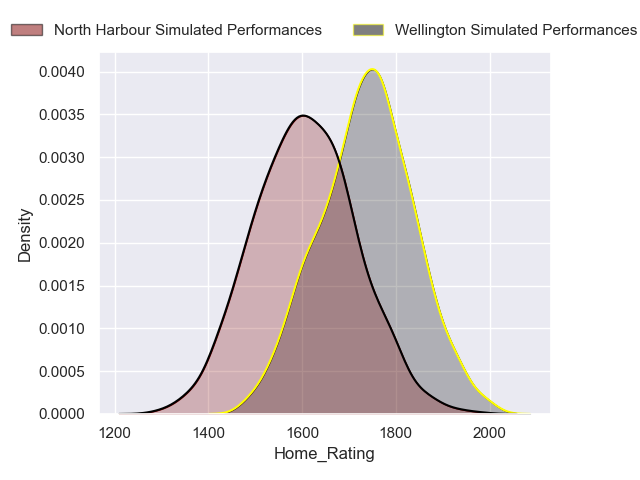 North Harbour Simulated Performances
Wellington Simulated Performances
0.0040
0.0035
0.0030
0.0025
0.0020
0.0015
0.0010
0.0005
0.0000
Density
1200 1400 1600 1800 2000
Home_Rating